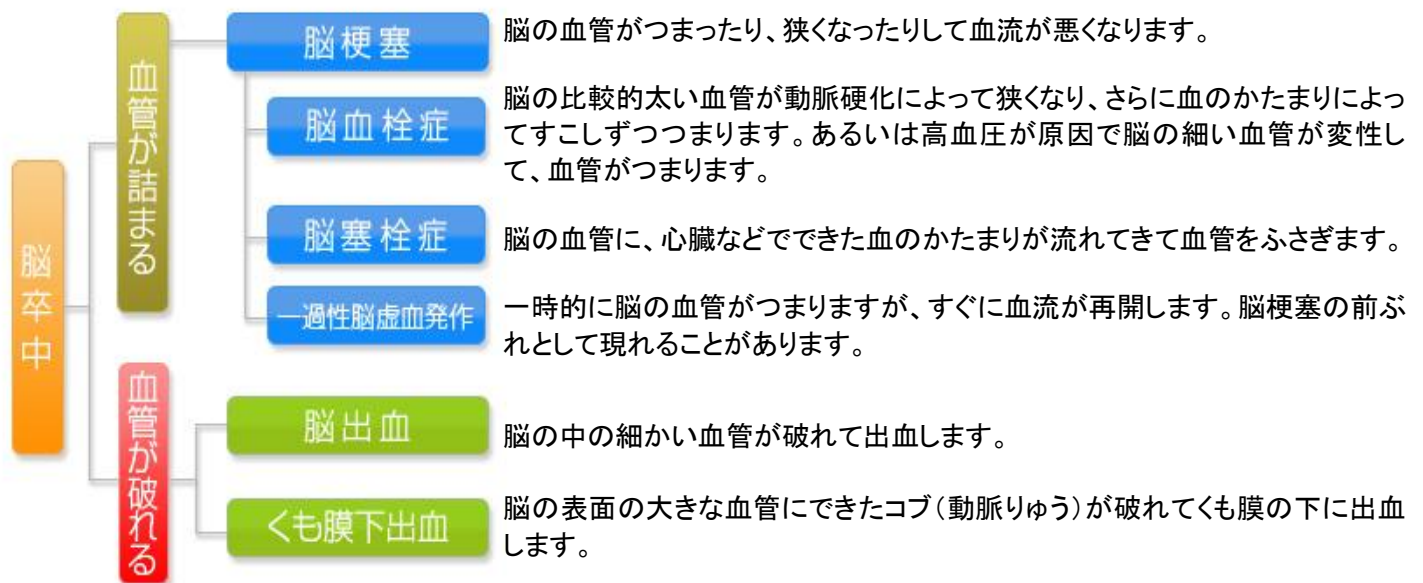 脳卒中
血管が詰まる
脳梗塞
脳の血管がつまったり、狭くなったりして血流が悪くなります。
脳血栓症
脳の比較的太い血管が動脈硬化によって狭くなり、さらに血のかたまりによっ
てすこしずつつまります。あるいは高血圧が原因で脳の細い血管が変性し
て、血管がつまります。
脳塞栓症
脳の血管に、心臓などでできた血のかたまりが流れてきて血管をふさぎます。
一過性脳虚血発作
一時的に脳の血管がつまりますが、すぐに血流が再開します。脳梗塞の前ぶ
れとして現れることがあります。
血管が破れる
脳出血
脳の中の細かい血管が破れて出血します。
くも膜下出血
脳の表面の大きな血管にできたコブ（動脈りゅう）が破れてくも膜の下に出血
します。